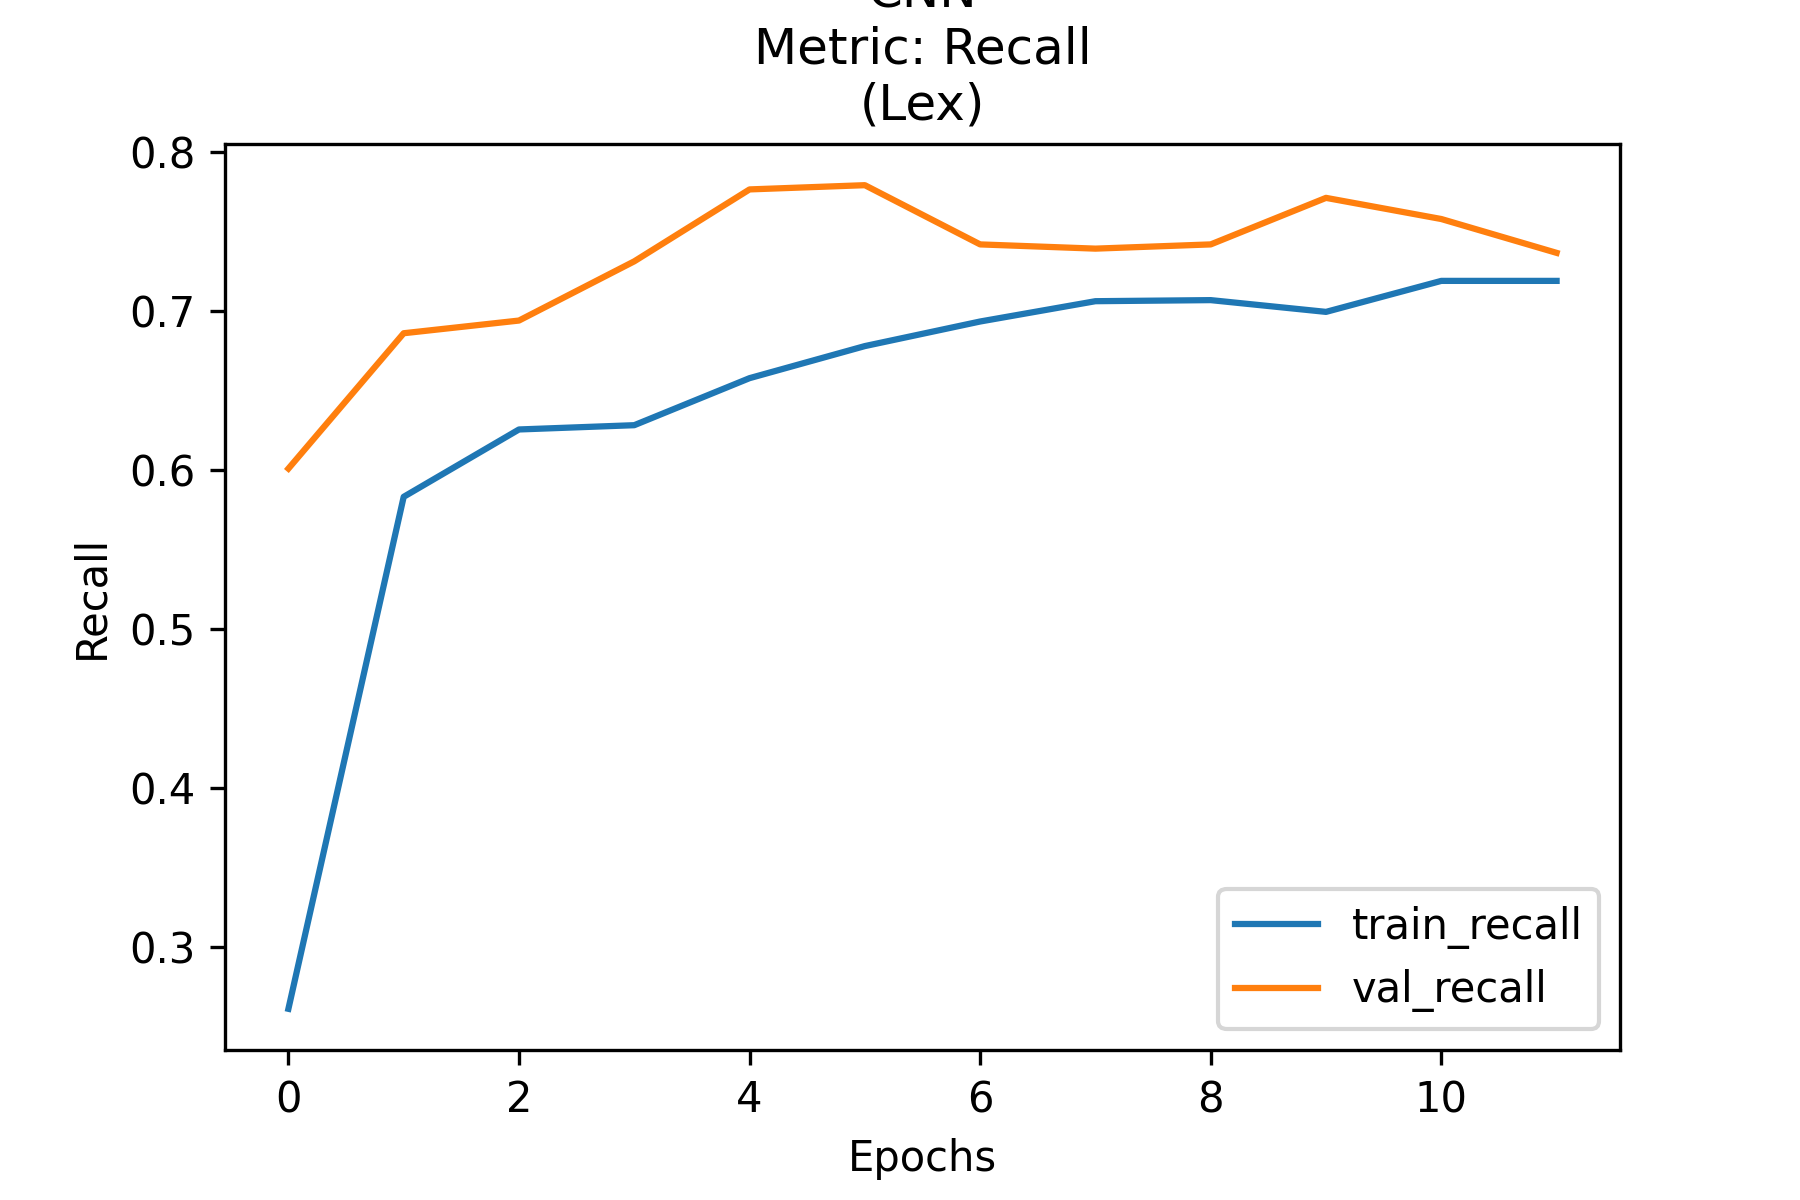 CNN
Metric: Recall
(Lex)
0.8
0.7
0.6
0.5
0.4
0.3
Recall
train_recall
val_recall
0 2 4 6 8 10
Epochs